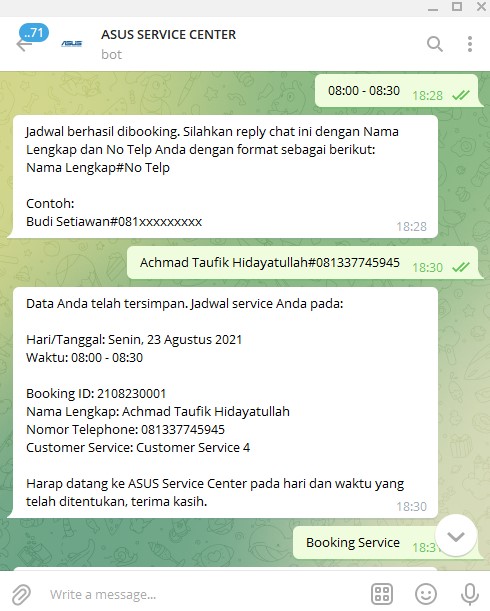 ..71
ASUS
ASUS SERVICE CENTER
bot
08:00 - 08:30 18:28
Jadwal berhasil dibooking. Silahkan reply chat ini dengan Nama
Lengkap dan No Telp Anda dengan format sebagai berikut:
Nama Lengkap#No Telp
Contoh:
Budi Setiawan#081xxxxxxxxx
18:28
Achmad Taufik Hidayatullah#081337745945 18:30
Data Anda telah tersimpan. Jadwal service Anda pada:
Hari/Tanggal: Senin, 23 Agustus 2021
Waktu: 08:00 - 08:30
Booking ID: 2108230001
Nama Lengkap: Achmad Taufik Hidayatullah
Nomor Telephone: 081337745945
Customer Service: Customer Service 4
Harap datang ke ASUS Service Center pada hari dan waktu yang
telah ditentukan, terima kasih.
18:30
Booking Service
Write a message...